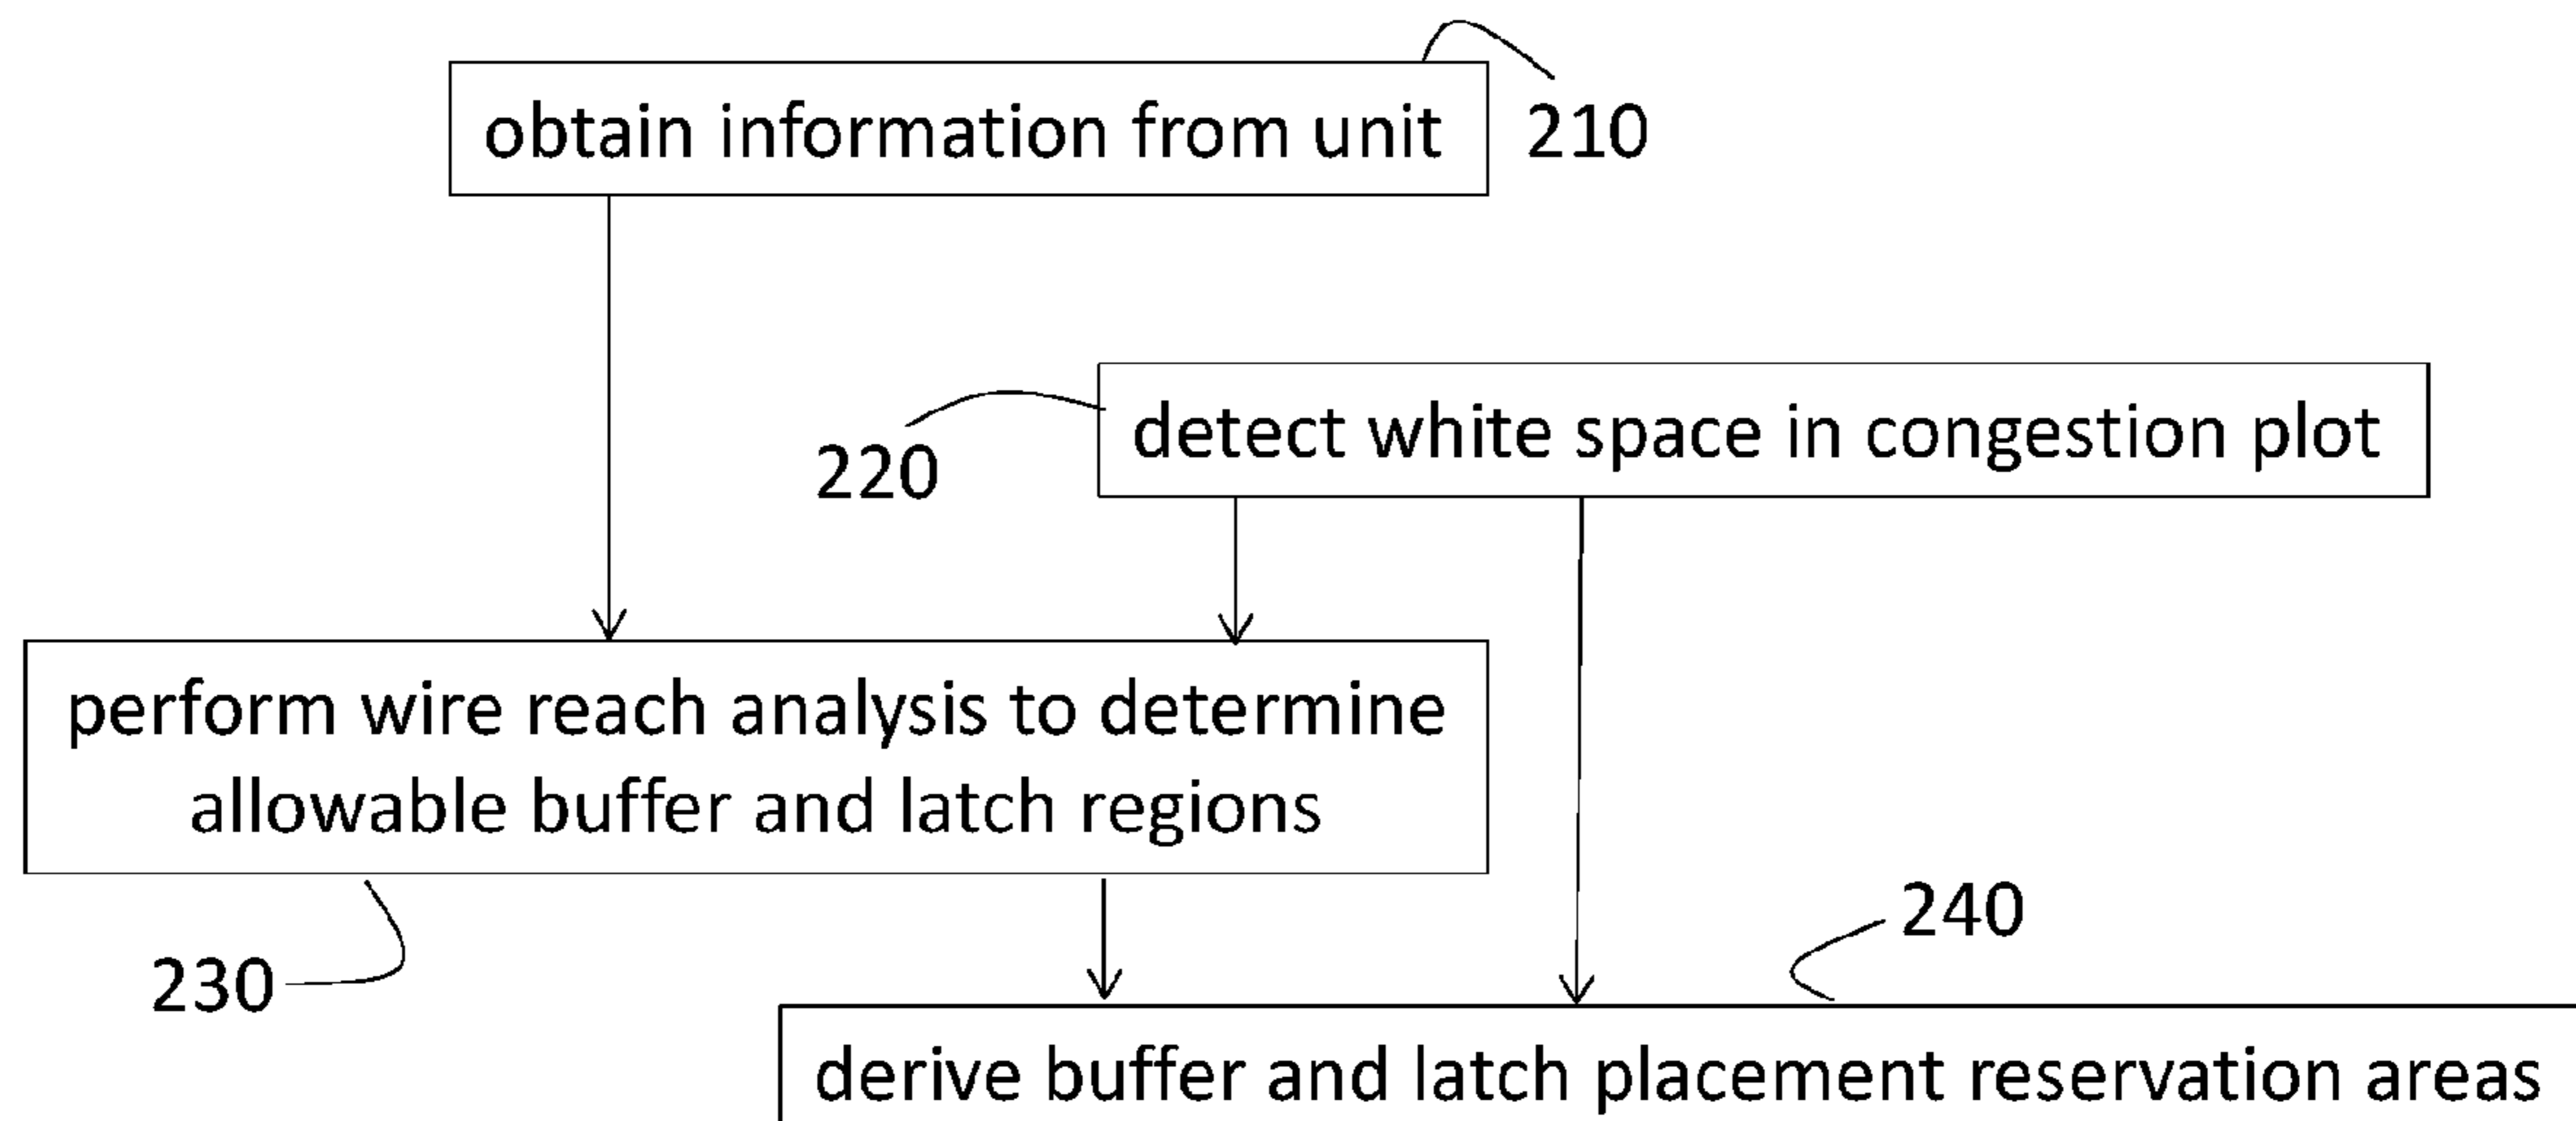 obtain information from unit
210
detect white space in congestion plot
220
perform wire reach analysis to determine
allowable buffer and latch regions
230
240
derive buffer and latch placement reservation areas